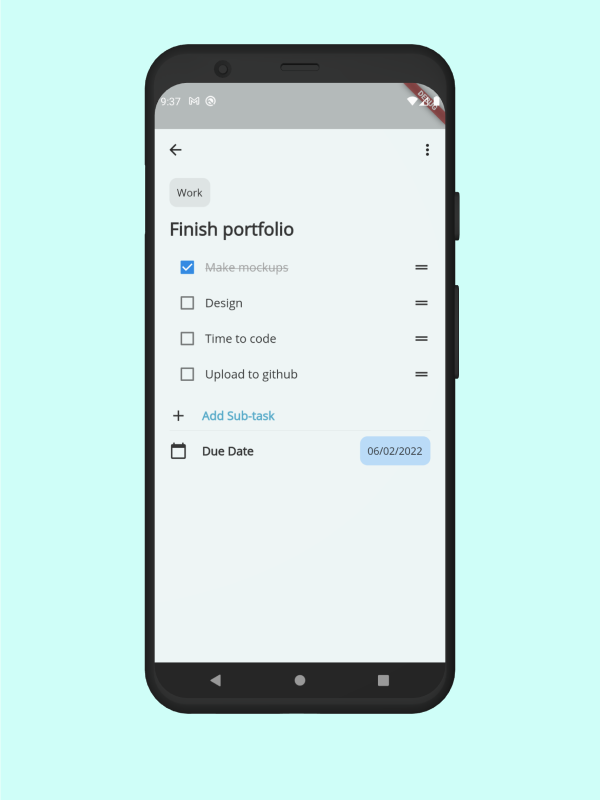 9:37
DEBUG
Work
Finish portfolio
Make mockups
Design
Time to code
Upload to github
Add Sub-task
Due Date 06/02/2022